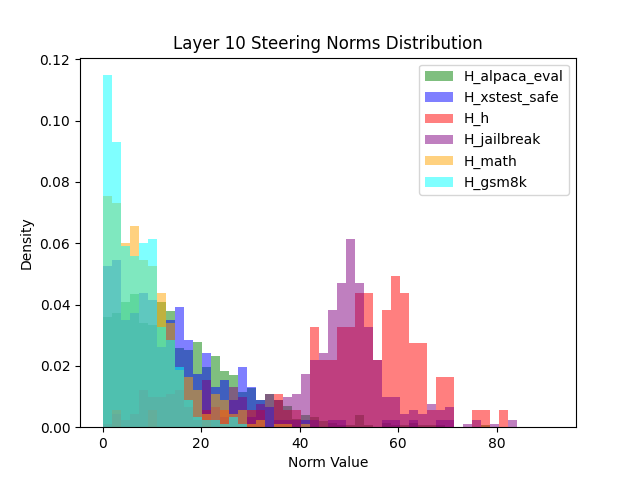 Layer 10 Steering Norms Distribution
0.12
0.10
0.08
0.06
0.04
0.02
0.00
Density
H_alpaca_eval
H_xstest_safe
H_h
H_jailbreak
H_math
H_gsm8k
0 20 40 60 80
Norm Value